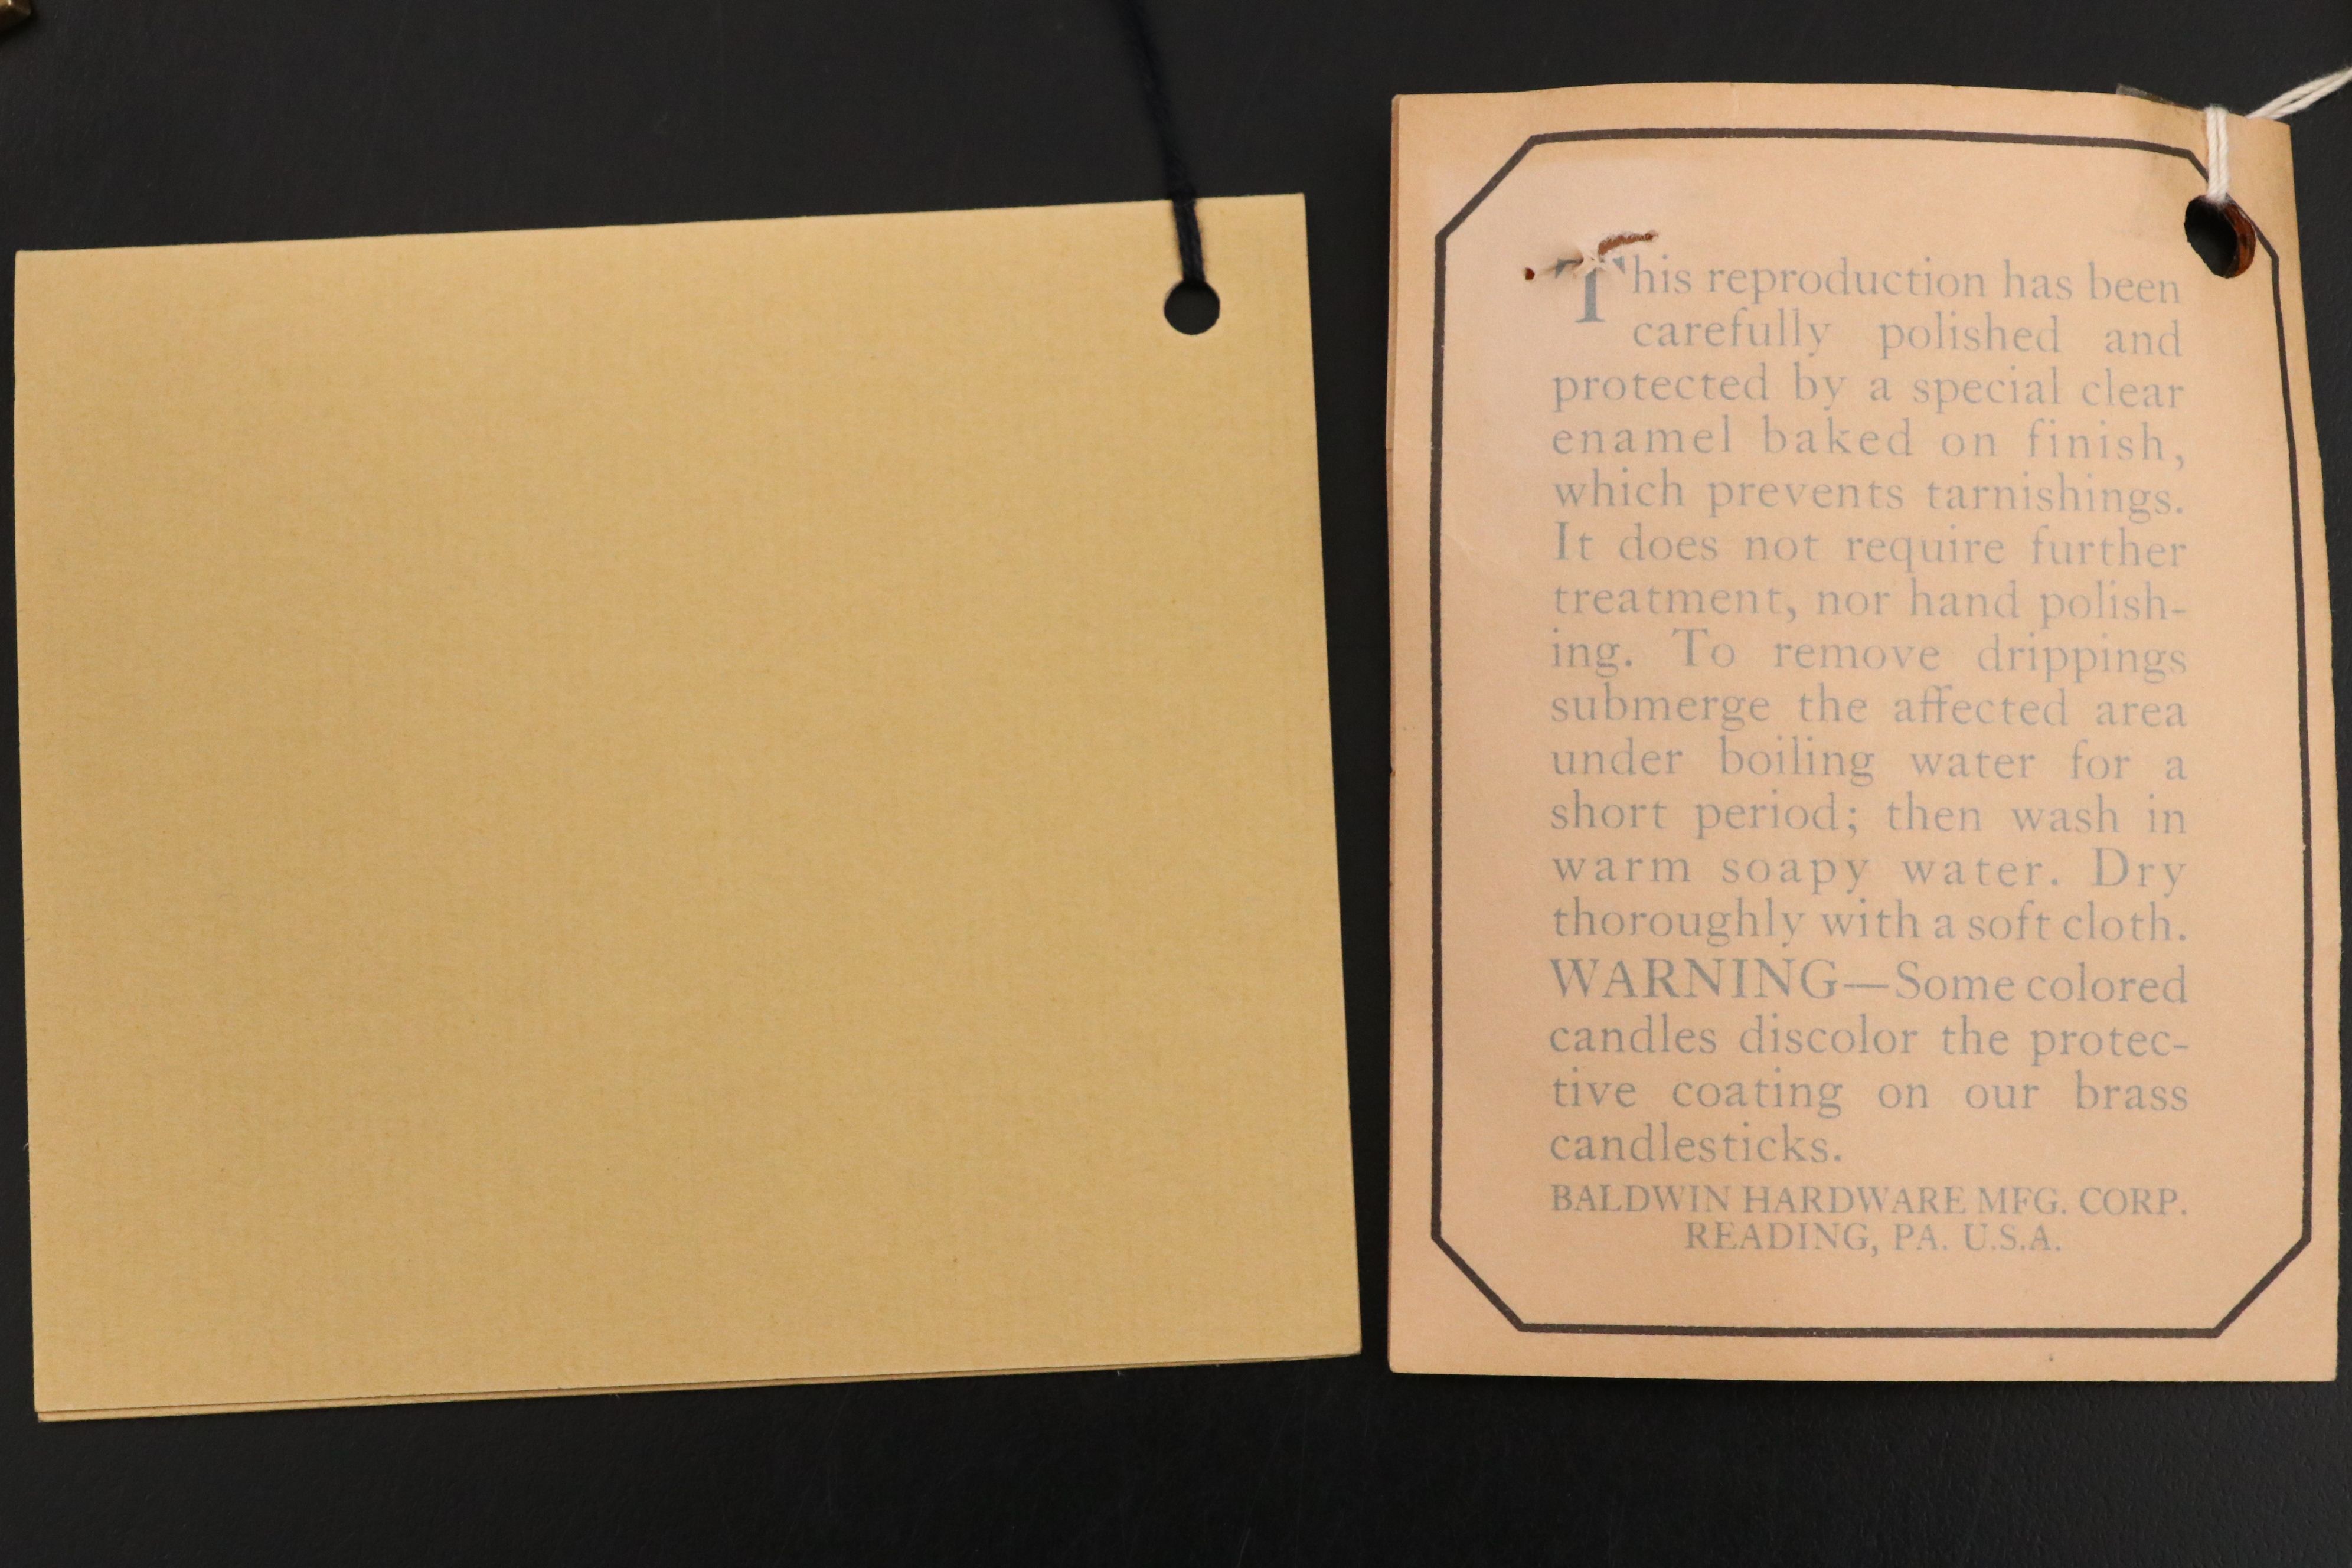 This reproduction has been
carefully polished and
protected by a special clear
enamel baked on finish,
which prevents tarnishings.
It does not require further
treatment, nor hand polish-
ing. To remove drippings
submerge the affected area
under boiling water for a
short period; then wash in
warm soapy water. Dry
thoroughly with a soft cloth.
WARNING—Some colored
candles discolor the protec-
tive coating on our brass
candlesticks.
BALDWIN HARDWARE MFG. CORP.
READING, PA. U.S.A.